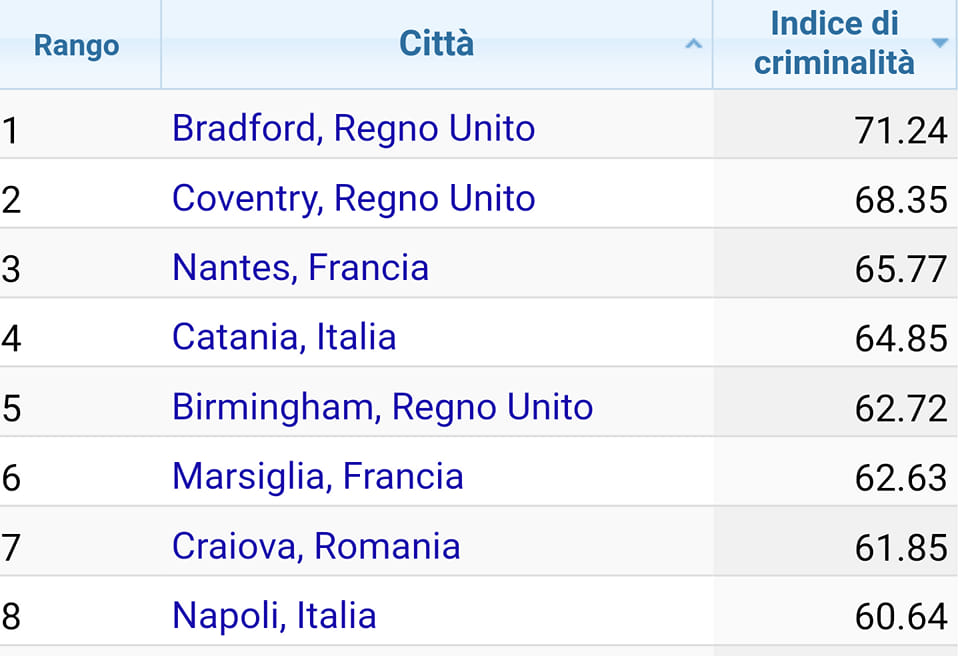 Rango Città Indice di criminalità
1 Bradford, Regno Unito 71.24
2 Coventry, Regno Unito 68.35
3 Nantes, Francia 65.77
4 Catania, Italia 64.85
5 Birmingham, Regno Unito 62.72
6 Marsiglia, Francia 62.63
7 Craiova, Romania 61.85
8 Napoli, Italia 60.64